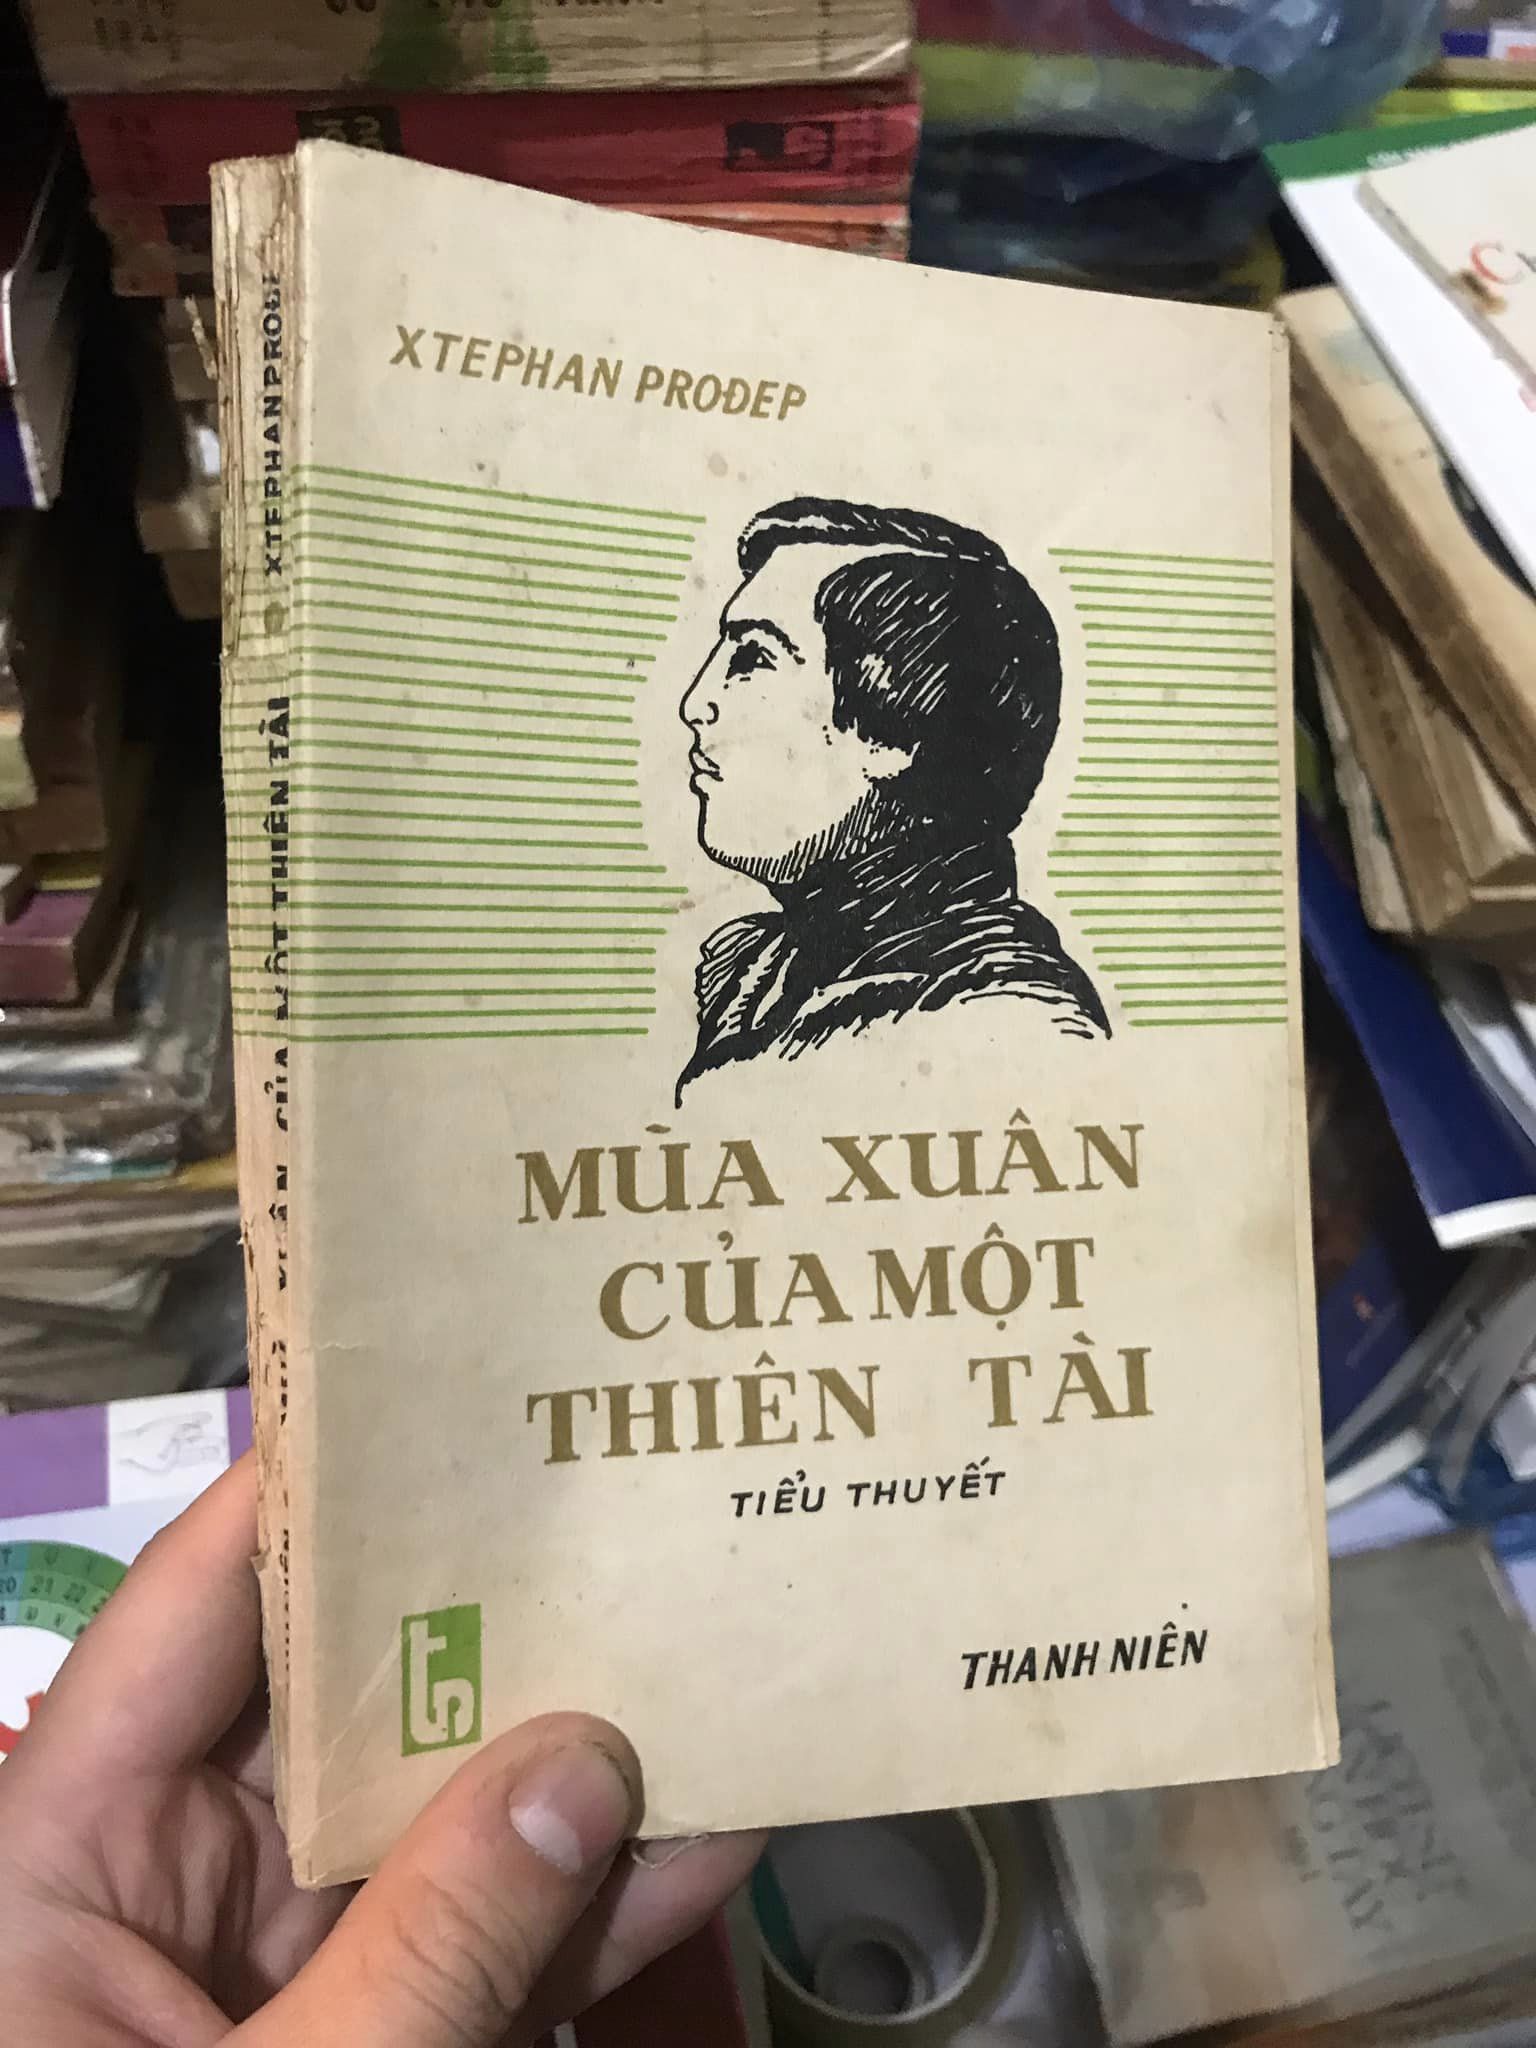 XTEPHAN PROĐEP
MÙA XUÂN
CỦA MỘT
THIÊN TÀI
TIỂU THUYẾT
tp
THANH NIÊN
MÙA XUÂN CỦA MỘT THIÊN TÀI ● XTEPHAN PROĐEP